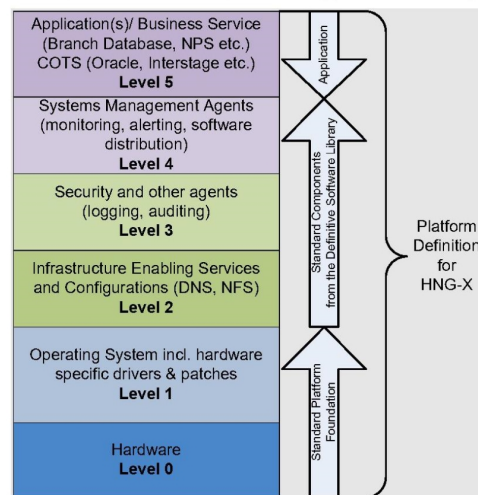 Application(s)/ Business Service
(Branch Database, NPS etc.)
COTS (Oracle, Interstage etc.)
Level 5
Systems Management Agents
(monitoring, alerting, software
distribution)
Level 4
Security and other agents
(logging, auditing)
Level 3
Infrastructure Enabling Services
and Configurations (DNS, NFS)
Level 2
Operating System incl. hardware
specific drivers & patches
Level 1
Hardware
Level 0
Application
Standard Components
from the Definitive Software Library
Standard Platform
Foundation
Platform
Definition
for
HNG-X